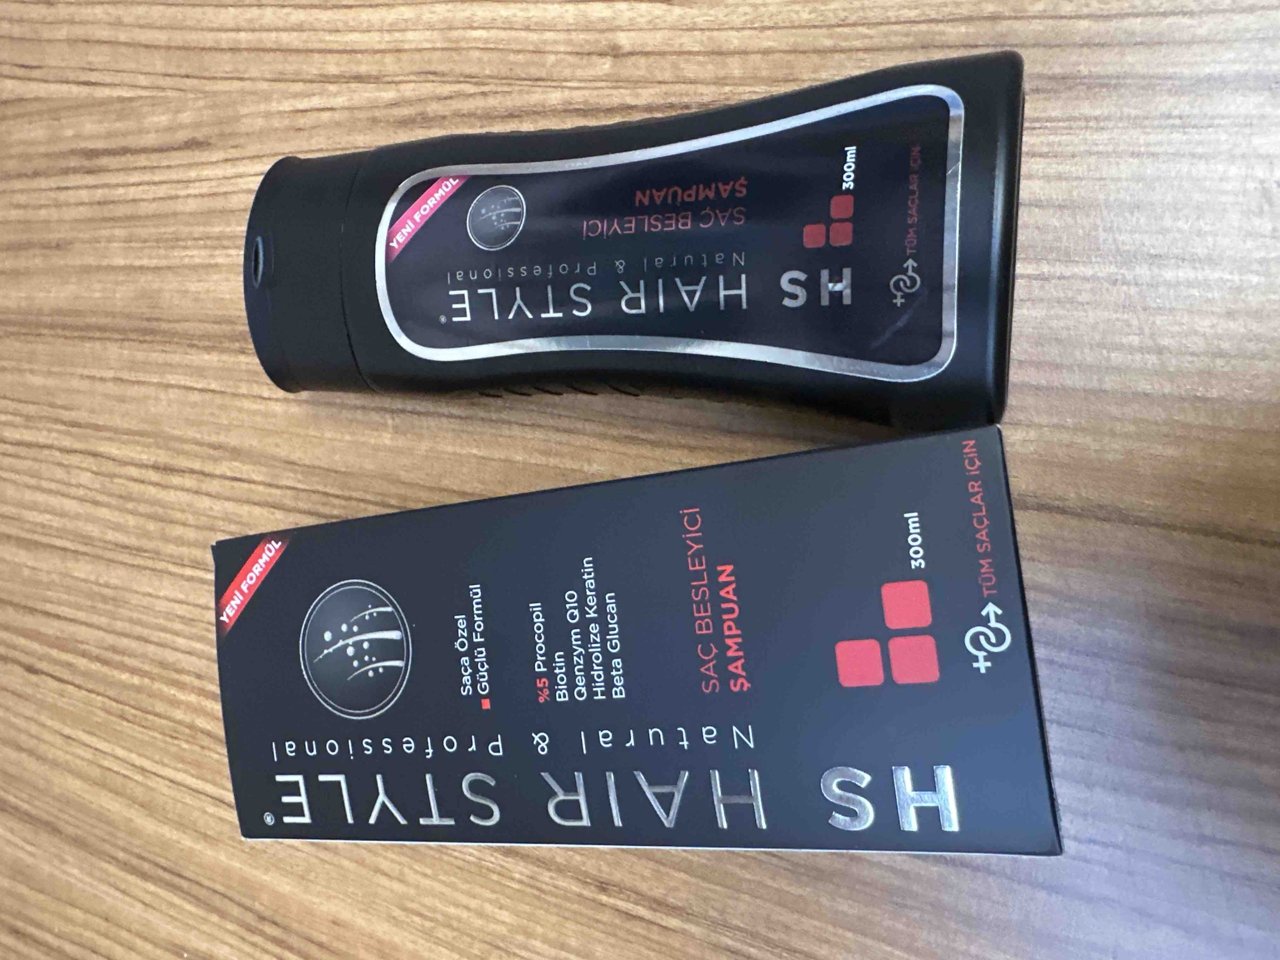 YENİ FORMÜL
HS HAIR STYLE®
Natural & Professional
SAÇ BESLEYİCİ
ŞAMPUAN
300ml
TÜM SAÇLAR İÇİN
YENİ FORMÜL
HS HAIR STYLE®
Natural & Professional
Saça Özel
Güçlü Formül
%5 Procopil
Biotin
Qenzym Q10
Hidrolize Keratin
Beta Glucan
SAÇ BESLEYİCİ
ŞAMPUAN
300ml
TÜM SAÇLAR İÇİN